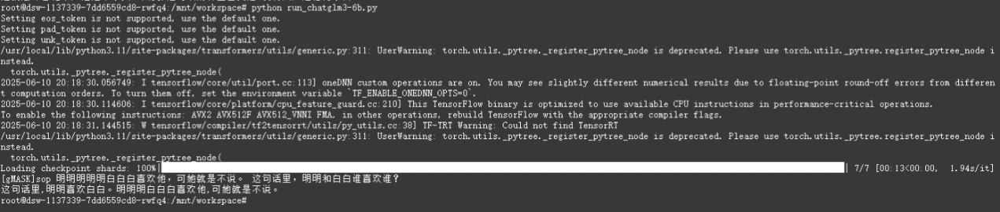 root@dsw-1137339-7dd6559cd8-rwfq4:/mnt/workspace# python run_chatglm3-6b.py
Setting eos_token is not supported, use the default one.
Setting pad_token is not supported, use the default one.
Setting unk_token is not supported, use the default one.
/usr/local/lib/python3.11/site-packages/transformers/utils/generic.py:311: UserWarning: torch.utils._pytree._register_pytree_node is deprecated. Please use torch.utils._pytree.register_pytree_node i
nstead.
  torch.utils._pytree._register_pytree_node(
2025-06-10 20:18:30.056749: I tensorflow/core/util/port.cc:113] oneDNN custom operations are on. You may see slightly different numerical results due to floating-point round-off errors from differen
t computation orders. To turn them off, set the environment variable `TF_ENABLE_ONEDNN_OPTS=0`.
2025-06-10 20:18:30.114606: I tensorflow/core/platform/cpu_feature_guard.cc:210] This TensorFlow binary is optimized to use available CPU instructions in performance-critical operations.
To enable the following instructions: AVX2 AVX512F AVX512_VNNI FMA, in other operations, rebuild TensorFlow with the appropriate compiler flags.
2025-06-10 20:18:31.144515: W tensorflow/compiler/tf2tensorrt/utils/py_utils.cc:38] TF-TRT Warning: Could not find TensorRT
/usr/local/lib/python3.11/site-packages/transformers/utils/generic.py:311: UserWarning: torch.utils._pytree._register_pytree_node is deprecated. Please use torch.utils._pytree.register_pytree_node i
nstead.
  torch.utils._pytree._register_pytree_node(
Loading checkpoint shards: 100%| | 7/7 [00:13<00:00,  1.94s/it]
[gMASK]sop 明明明明明白白白喜欢他，可她就是不说。 这句话里，明明和白白谁喜欢谁？
这句话里,明明喜欢白白。明明明白白白喜欢他,可她就是不说。
root@dsw-1137339-7dd6559cd8-rwfq4:/mnt/workspace#